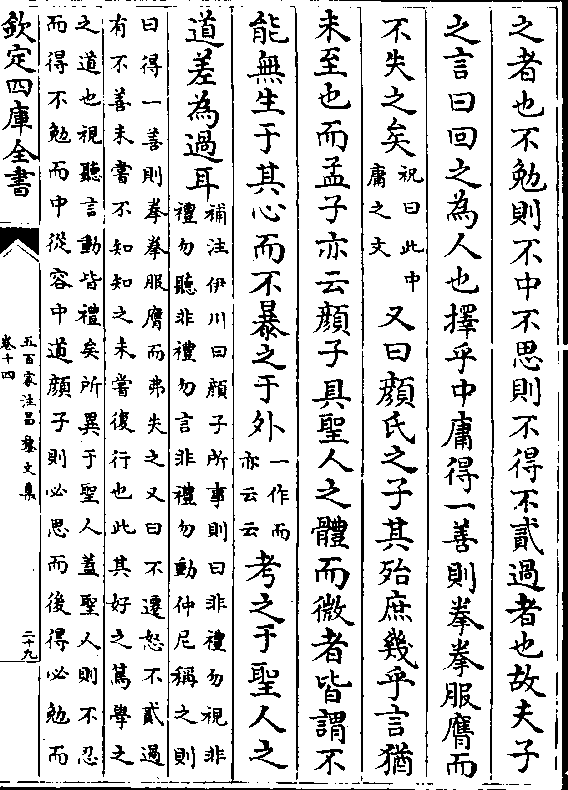 之者也不勉則不中不思則不得不貳過者也故夫子
之言曰回之為人也擇乎中庸得一善則拳拳服膺而
不失之矣祝曰此中庸之文又曰顔氏之子其殆庶幾乎言猶
未至也而孟子亦云顔子具聖人之體而微者皆謂不
能無生于其心而不暴之于外一作而亦云云考之于聖人之
道差為過耳補注伊川曰顔子所事則曰非禮勿視非
禮勿聽非禮勿言非禮勿動仲尼稱之則
曰得一善則拳拳服膺而弗失之又曰不遷怒不貳過
有不善未嘗不知知之未嘗復行也此其好之篤學之
之道也視聽言動皆禮矣所異于聖人盖聖人則不忍
而得不勉而中從容中道顔子則必思而後得必勉而
欽定四庫全書
五百家注昌黎文集
卷十四
二十九